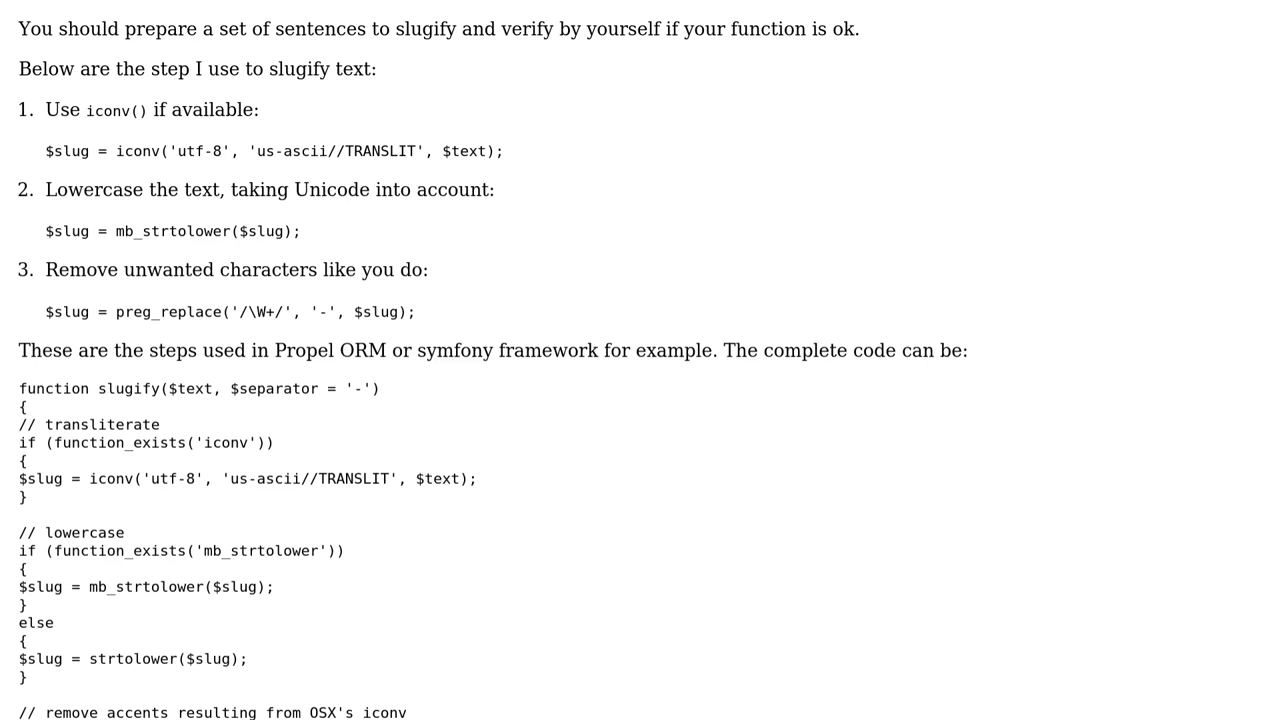 You should prepare a set of sentences to slugify and verify by yourself if your function is ok.
Below are the step I use to slugify text:
1. Use iconv() if available:
$slug = iconv('utf-8', 'us-ascii//TRANSLIT', $text);
2. Lowercase the text, taking Unicode into account:
$slug = mb_strtolower($slug);
3. Remove unwanted characters like you do:
$slug = preg_replace('/\W+/', '-', $slug);
These are the steps used in Propel ORM or symfony framework for example. The complete code can be:
function slugify($text, $separator = '-')
{
// transliterate
if (function_exists('iconv'))
{
$slug = iconv('utf-8', 'us-ascii//TRANSLIT', $text);
}
// lowercase
if (function_exists('mb_strtolower'))
{
$slug = mb_strtolower($slug);
}
else
{
$slug = strtolower($slug);
}
// remove accents resulting from OSX's iconv